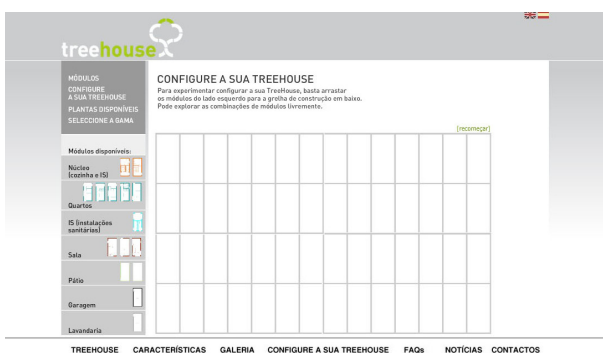 treehouse
MÓDULOS
CONFIGURE
A SUA TREEHOUSE
PLANTAS DISPONÍVEIS
SELECCIONE A GAMA
CONFIGURE A SUA TREEHOUSE
Para experimentar configurar a sua TreeHouse, basta arrastar
os módulos do lado esquerdo para a grelha de construção em baixo.
Pode explorar as combinações de módulos livremente.
[recomeçar]
Módulos disponíveis:
Núcleo
(cozinha e IS)
Quartos
IS (instalações
sanitárias)
Sala
Pátio
Garagem
Lavandaria
TREEHOUSE CARACTERÍSTICAS GALERIA CONFIGURE A SUA TREEHOUSE FAQs NOTÍCIAS CONTACTOS